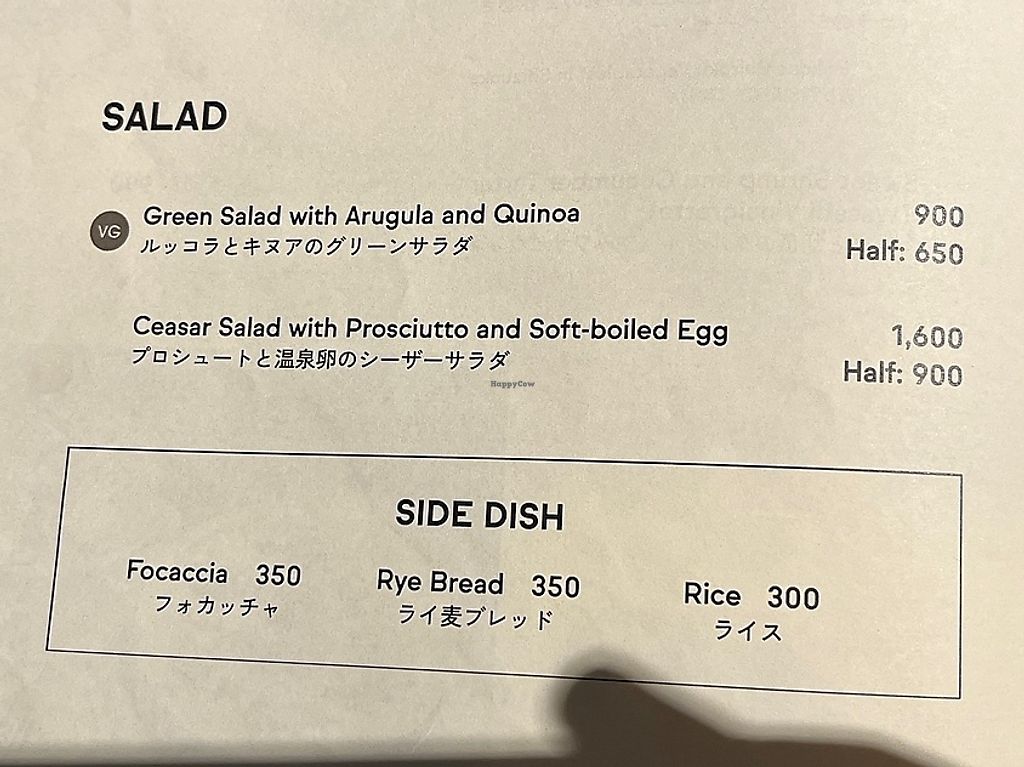 SALAD
VG
Green Salad with Arugula and Quinoa 900
ルッコラとキヌアのグリーンサラダ Half: 650
Ceasar Salad with Prosciutto and Soft-boiled Egg 1,600
プロシュートと温泉卵のシーザーサラダ Half: 900
HappyCow
SIDE DISH
Focaccia 350 Rye Bread 350 Rice 300
フォカッチャ ライ麦ブレッド ライス